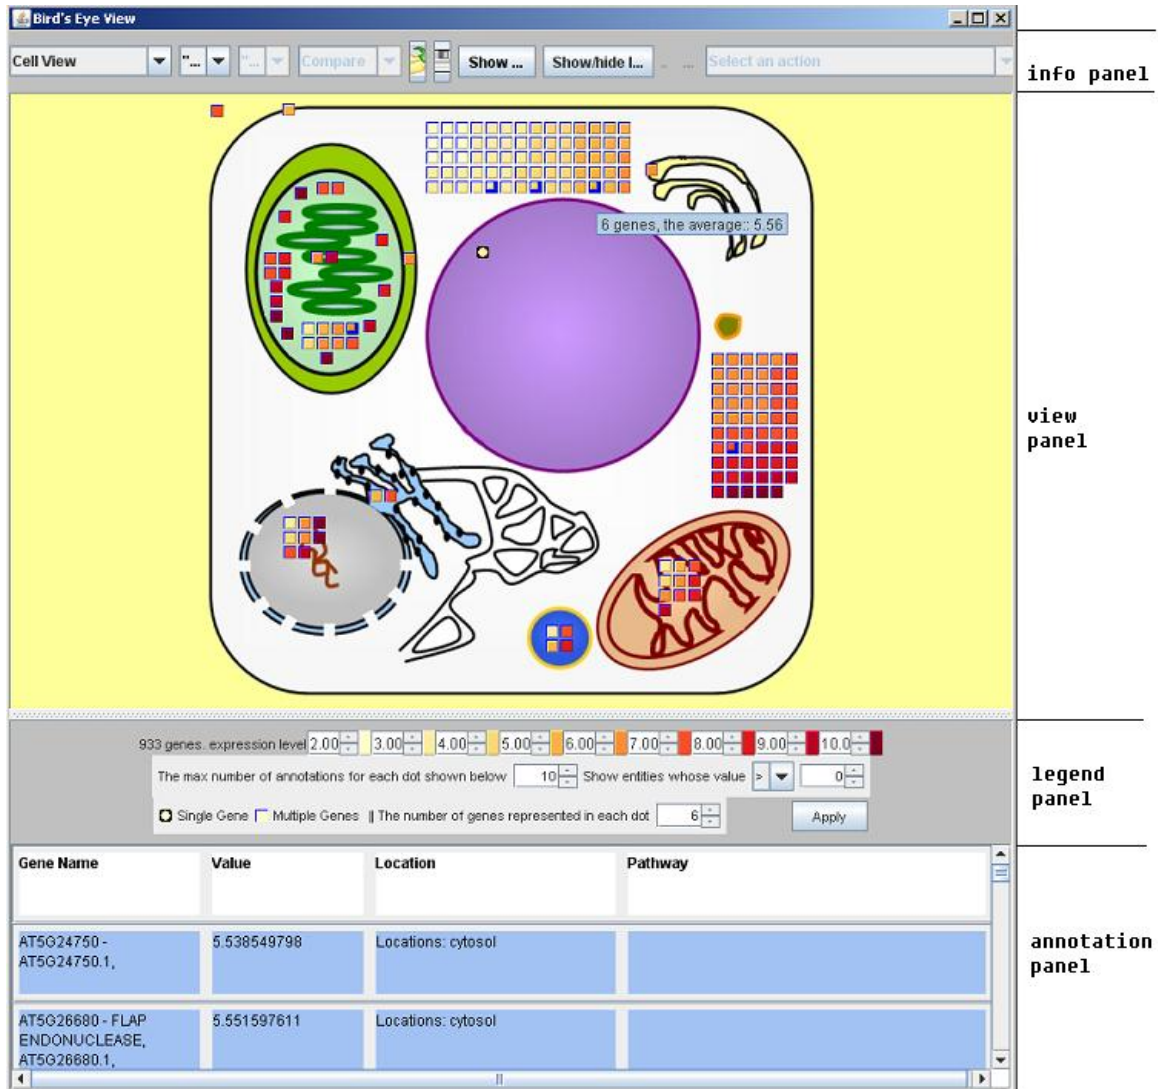 Bird's Eye View
Cell View "... "... Compare Show ... Show/hide I... .. ... Select an action
info panel
6 genes, the average:: 5.56
view
panel
933 genes. expression level 2.00 3.00 4.00 5.00 6.00 7.00 8.00 9.00 10.0
The max number of annotations for each dot shown below 10 Show entities whose value > 0
Single Gene Multiple Genes || The number of genes represented in each dot 6 Apply
legend
panel
Gene Name Value Location Pathway
AT5G24750 - 5.538549798 Locations: cytosol
AT5G24750.1,
annotation
panel
AT5G26680 - FLAP 5.551597611 Locations: cytosol
ENDONUCLEASE,
AT5G26680.1,